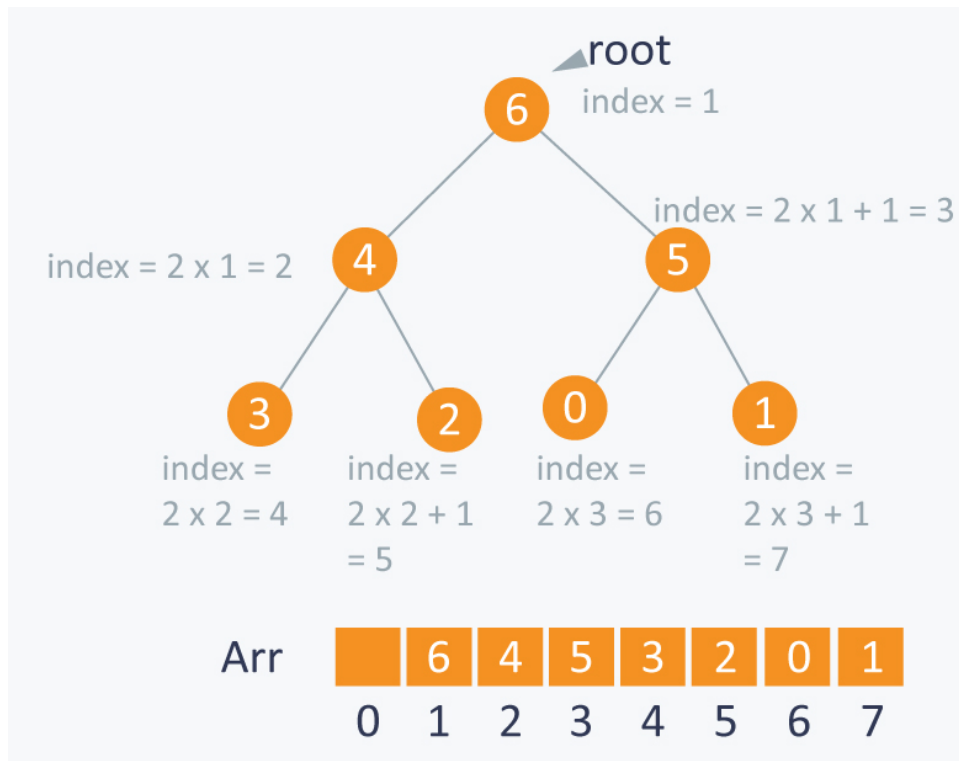 root
6
index = 1
index = 2 x 1 + 1 = 3
index = 2 x 1 = 2
4
5
3
2
0
1
index =
2 x 2 = 4
index =
2 x 2 + 1
= 5
index =
2 x 3 = 6
index =
2 x 3 + 1
= 7
Arr 6 4 5 3 2 0 1
0 1 2 3 4 5 6 7